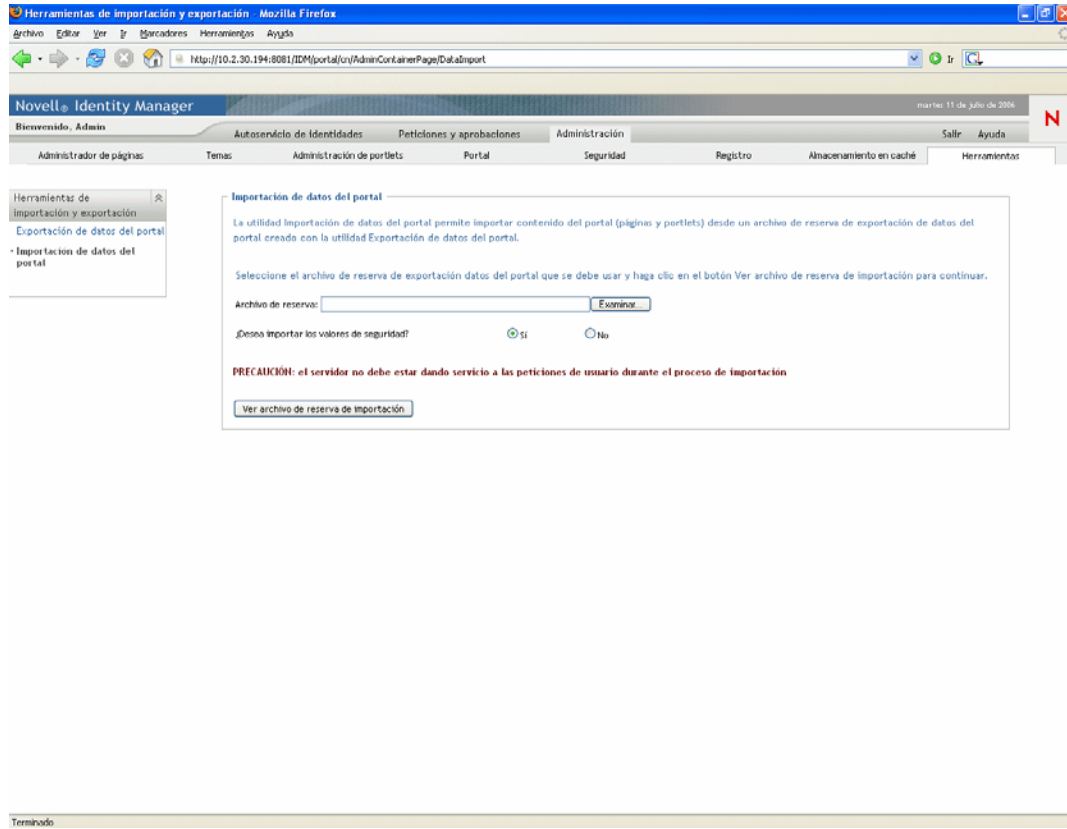 Herramientas de importación y exportación - Mozilla Firefox
Archivo Editar Ver Ir Marcadores Herramientas Ayuda
http://10.2.30.194:8081/IDM/portal/cn/AdminContainerPage/DataImport
Ir
Novell® Identity Manager
martes 11 de julio de 2006
N
Bienvenido, Admin
Autoservicio de identidades Peticiones y aprobaciones Administración
Salir Ayuda
Administrador de páginas Temas Administración de portlets Portal Seguridad Registro Almacenamiento en caché Herramientas
Herramientas de
importación y exportación
Exportación de datos del portal
Importación de datos del
portal
Importación de datos del portal
La utilidad Importación de datos del portal permite importar contenido del portal (páginas y portlets) desde un archivo de reserva de exportación de datos del
portal creado con la utilidad Exportación de datos del portal.
Seleccione el archivo de reserva de exportación datos del portal que se debe usar y haga clic en el botón Ver archivo de reserva de importación para continuar.
Archivo de reserva: Examinar...
¿Desea importar los valores de seguridad? Sí No
PRECAUCIÓN: el servidor no debe estar dando servicio a las peticiones de usuario durante el proceso de importación
Ver archivo de reserva de importación
Terminado